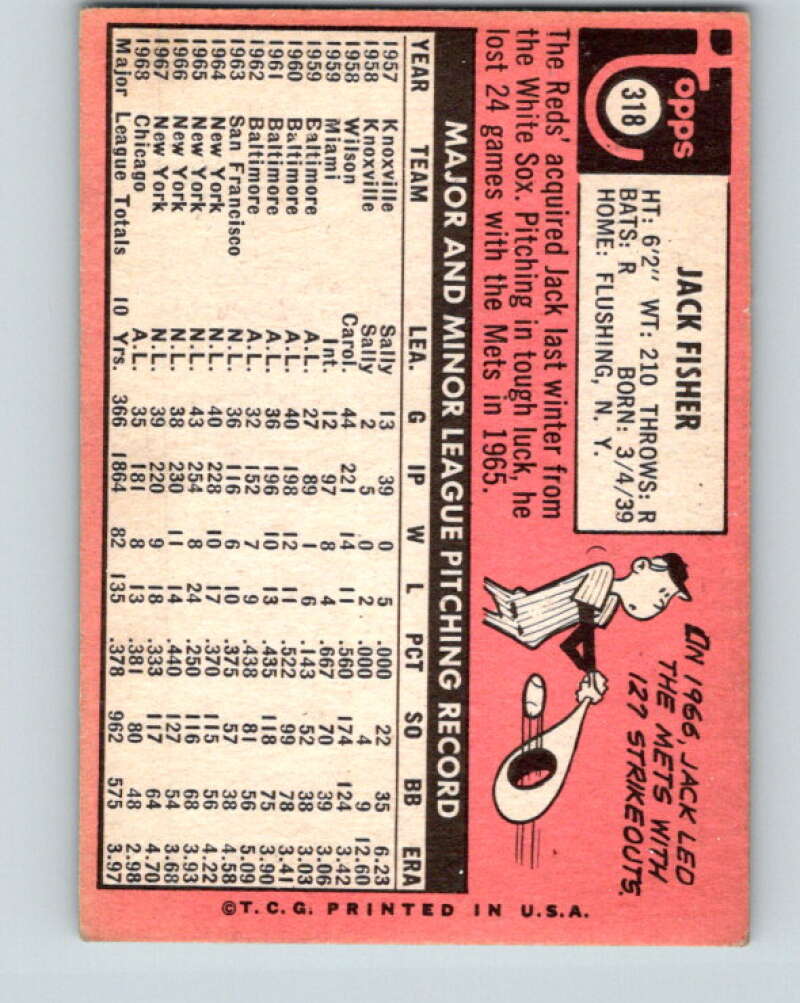 Topps
318
JACK FISHER
HT: 6'2" WT: 210 THROWS: R
BATS: R BORN: 3/4/39
HOME: FLUSHING, N. Y.
The Reds' acquired Jack last winter from
the White Sox. Pitching in tough luck, he
lost 24 games with the Mets in 1965.
IN 1966, JACK LED
THE METS WITH
127 STRIKEOUTS.
MAJOR AND MINOR LEAGUE PITCHING RECORD
YEAR TEAM LEA. G IP W L PCT SO BB ERA
1957 Knoxville Sally 13 39 0 5 .000 22 35 6.23
1958 Knoxville Sally 2 5 0 2 .000 4 9 12.60
1958 Wilson Carol. 44 221 14 11 .560 174 124 3.42
1959 Miami Int. 12 97 8 4 .667 70 39 3.06
1959 Baltimore A.L. 27 89 1 6 .143 52 38 3.03
1960 Baltimore A.L. 40 198 12 11 .522 99 78 3.41
1961 Baltimore A.L. 36 196 10 13 .435 118 75 3.90
1962 Baltimore A.L. 32 152 7 9 .438 81 56 5.09
1963 San Francisco N.L. 36 116 6 10 .375 57 38 4.58
1964 New York N.L. 40 228 10 17 .370 115 56 4.22
1965 New York N.L. 43 254 8 24 .250 116 68 3.93
1966 New York N.L. 38 230 11 14 .440 127 54 3.68
1967 New York N.L. 39 220 9 18 .333 117 64 4.70
1968 Chicago A.L. 35 181 8 13 .381 80 48 2.98
Major League Totals 10 Yrs. 366 1864 82 135 .378 962 575 3.97
©T.C.G. PRINTED IN U.S.A.